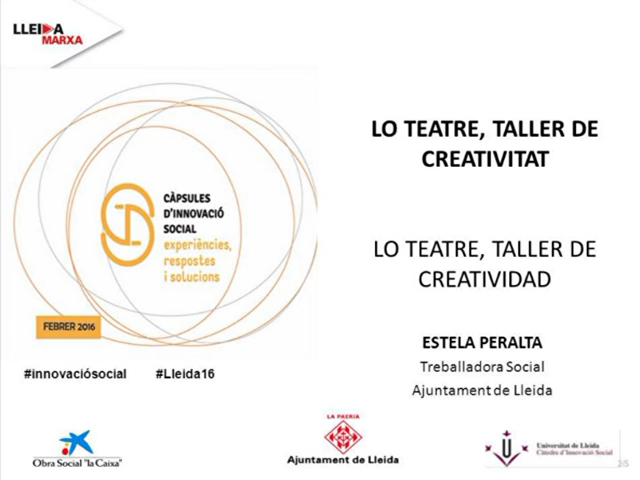 LLEIDA
MARXA
LO TEATRE, TALLER DE
CREATIVITAT
CÀPSULES
D'INNOVACIÓ
SOCIAL
experiències,
respostes
i solucions
LO TEATRE, TALLER DE
CREATIVIDAD
FEBRER 2016
ESTELA PERALTA
Treballadora Social
Ajuntament de Lleida
#innovaciósocial #Lleida16
Obra Social "la Caixa"
LA PAERIA
Ajuntament de Lleida
U
Universitat de Lleida
Càtedra d'Innovació Social